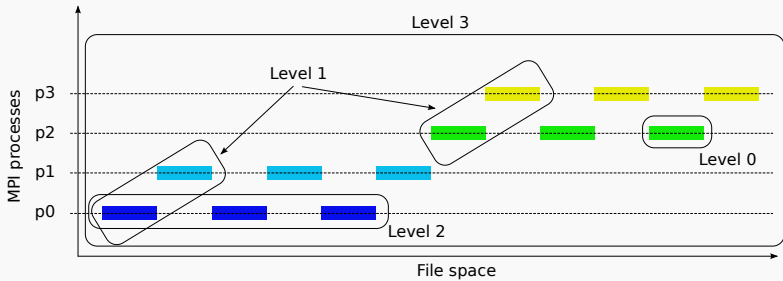 Level 3
Level 1
p3
p2
Level 0
p1
p0
Level 2
MPI processes
File space